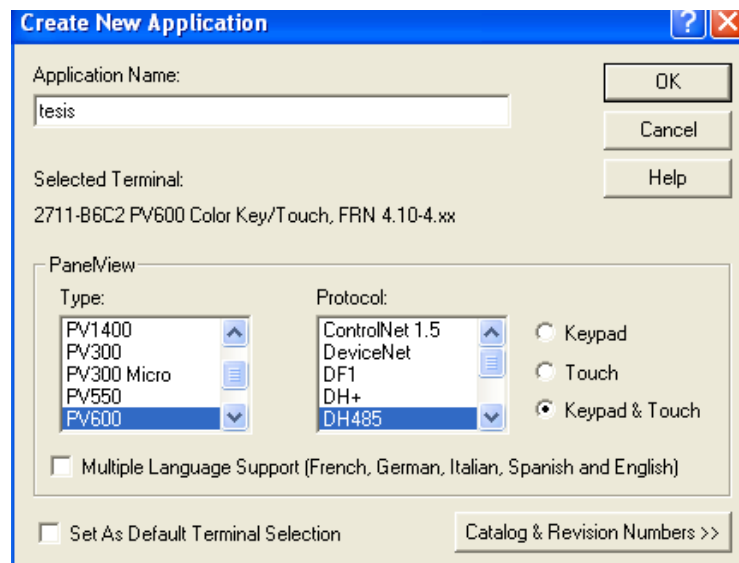 Create New Application
Application Name:
tesis
OK
Cancel
Help
Selected Terminal:
2711-B6C2 PV600 Color Key/Touch, FRN 4.10-4.xx
PanelView
Type:
PV1400
PV300
PV300 Micro
PV550
PV600
Protocol:
ControlNet 1.5
DeviceNet
DF1
DH+
DH485
Keypad
Touch
Keypad & Touch
Multiple Language Support (French, German, Italian, Spanish and English)
Set As Default Terminal Selection
Catalog & Revision Numbers >>